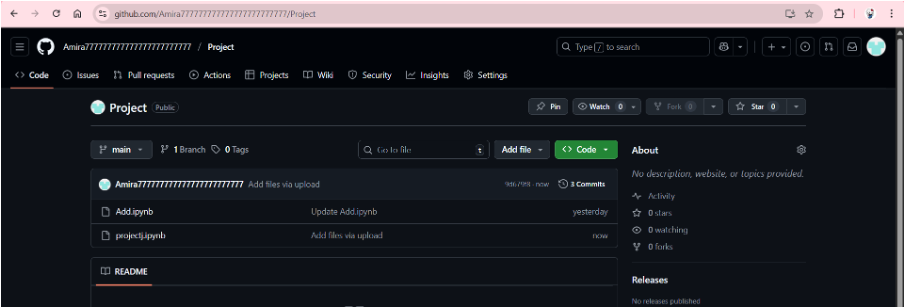 github.com/Amira7777777777777777777777777/Project
Amira7777777777777777777777777 / Project
Type / to search
Code Issues Pull requests Actions Projects Wiki Security Insights Settings
Project Public
Pin Watch 0 Fork 0 Star 0
main 1 Branch 0 Tags
Go to file t
Add file Code
About
Amira7777777777777777777777777 Add files via upload now 3 Commits
No description, website, or topics provided.
Add.ipynb Update Add.ipynb yesterday
projectj.ipynb Add files via upload now
Activity
0 stars
0 watching
0 forks
README
Releases
No releases published